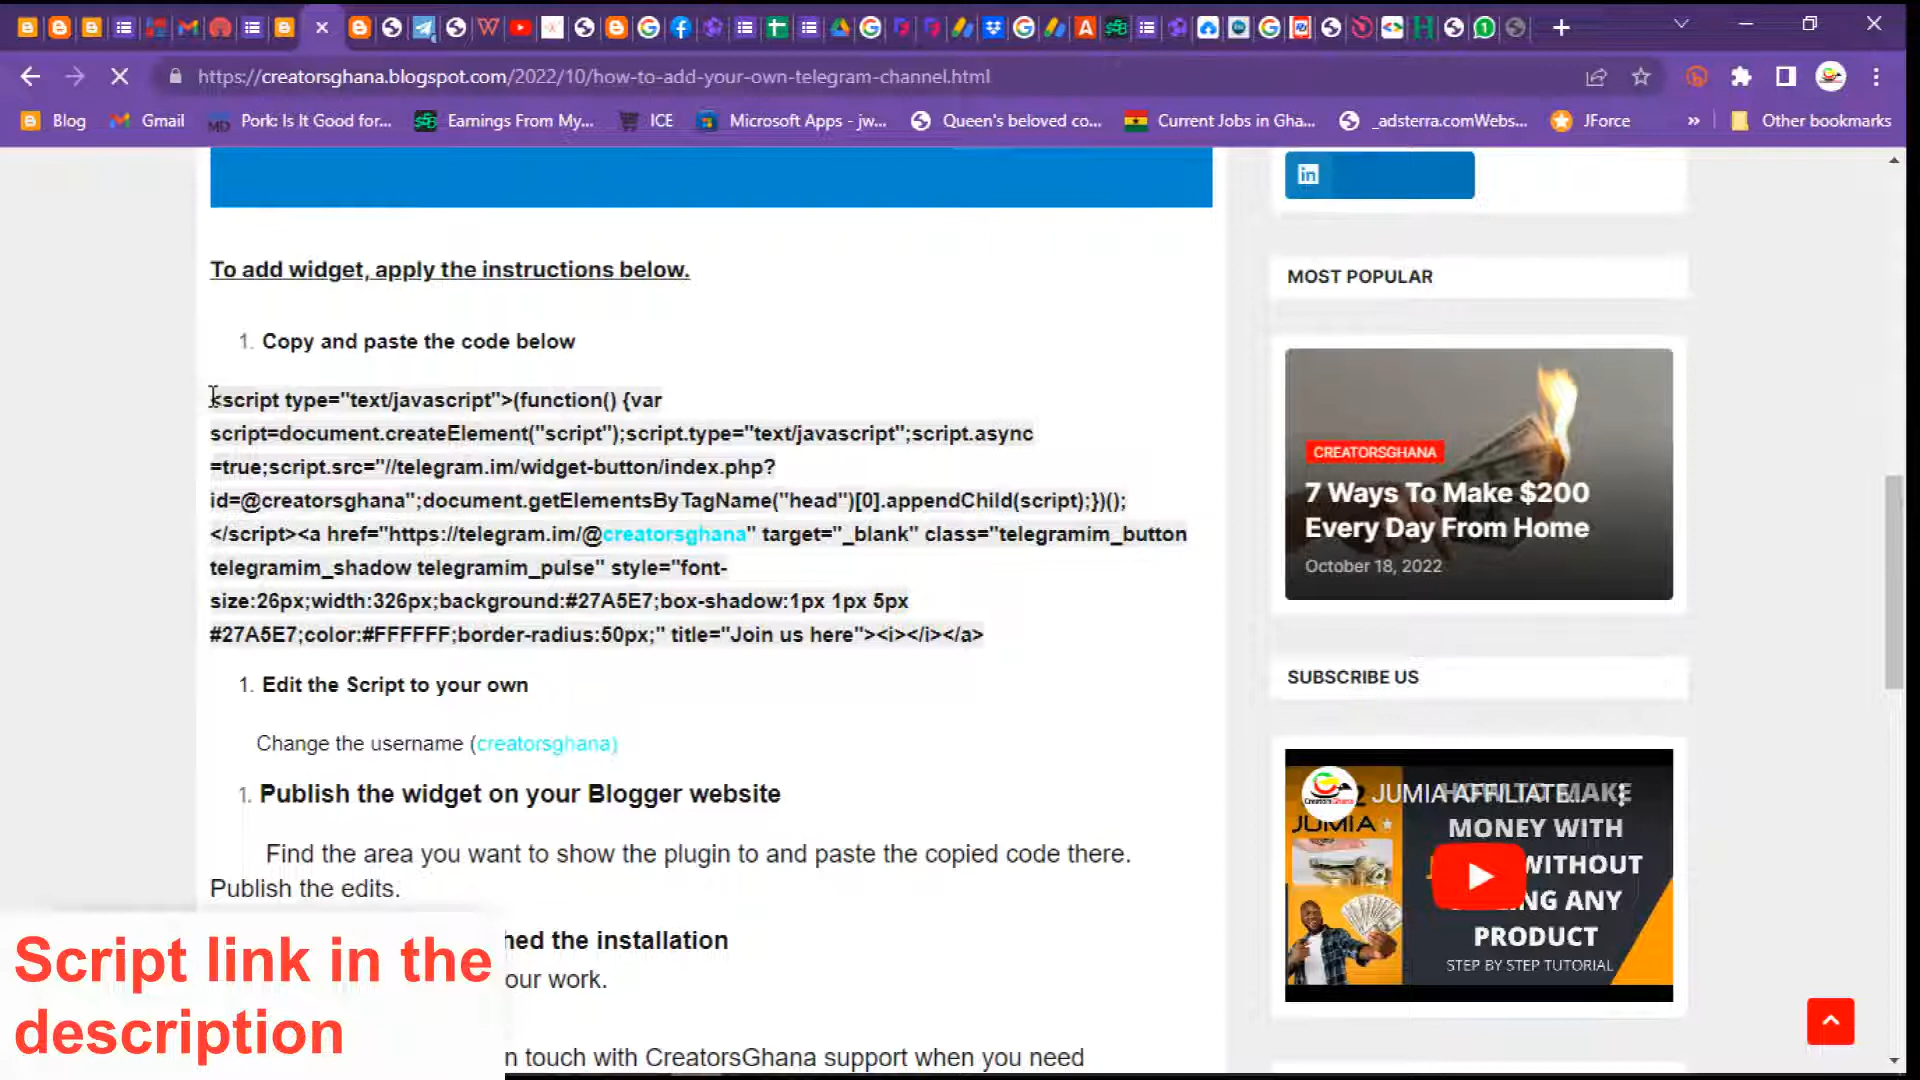 https://creatorsghana.blogspot.com/2022/10/how-to-add-your-own-telegram-channel.html
Blog
Gmail
Pork: Is It Good for...
Earnings From My...
ICE
Microsoft Apps - jw...
Queen's beloved co...
Current Jobs in Gha...
_adsterra.comWebs...
JForce
»
Other bookmarks
in
To add widget, apply the instructions below.
1. Copy and paste the code below
<script type="text/javascript">(function() {var
script=document.createElement("script");script.type="text/javascript";script.async
=true;script.src="//telegram.im/widget-button/index.php?
id=@creatorsghana";document.getElementsByTagName("head")[0].appendChild(script);})();
</script><a href="https://telegram.im/@creatorsghana" target="_blank" class="telegramim_button
telegramim_shadow telegramim_pulse" style="font-
size:26px;width:326px;background:#27A5E7;box-shadow:1px 1px 5px
#27A5E7;color:#FFFFFF;border-radius:50px;" title="Join us here"><i></i></a>
1. Edit the Script to your own
Change the username (creatorsghana)
1. Publish the widget on your Blogger website
Find the area you want to show the plugin to and paste the copied code there.
Publish the edits.
hed the installation
our work.
n touch with CreatorsGhana support when you need
Script link in the
description
MOST POPULAR
CREATORSGHANA
7 Ways To Make $200
Every Day From Home
October 18, 2022
SUBSCRIBE US
JUMIA AFFILIATE...
MAKE
JUMIA
MONEY WITH
WITHOUT
ANY
PRODUCT
STEP BY STEP TUTORIAL